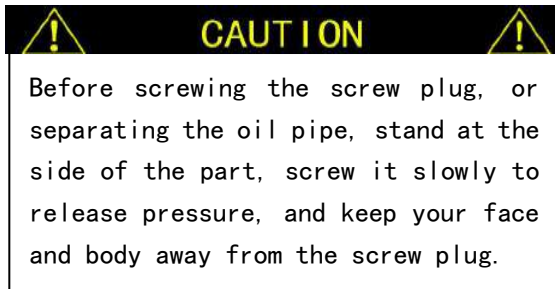 CAUTION
Before screwing the screw plug, or
separating the oil pipe, stand at the
side of the part, screw it slowly to
release pressure, and keep your face
and body away from the screw plug.